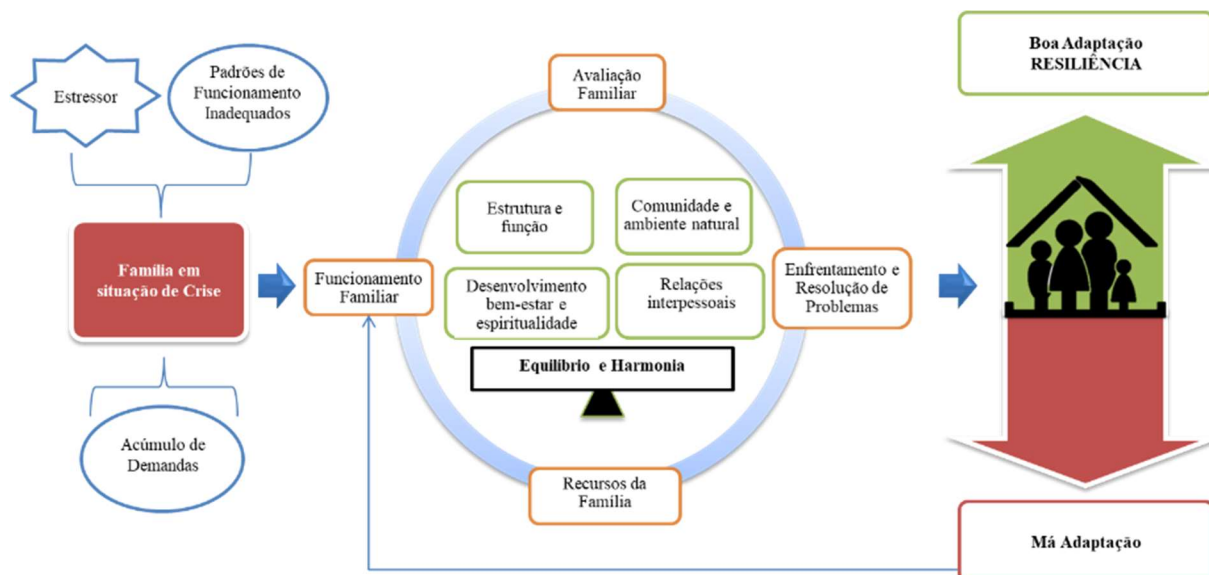 Estressor
Padrões de
Funcionamento
Inadequados
Família em
situação de Crise
Acúmulo de
Demandas
Avaliação
Familiar
Funcionamento
Familiar
Estrutura e
função
Comunidade e
ambiente natural
Desenvolvimento
bem-estar e
espiritualidade
Relações
interpessoais
Equilíbrio e Harmonia
Enfrentamento e
Resolução de
Problemas
Recursos da
Família
Boa Adaptação
RESILIÊNCIA
Má Adaptação